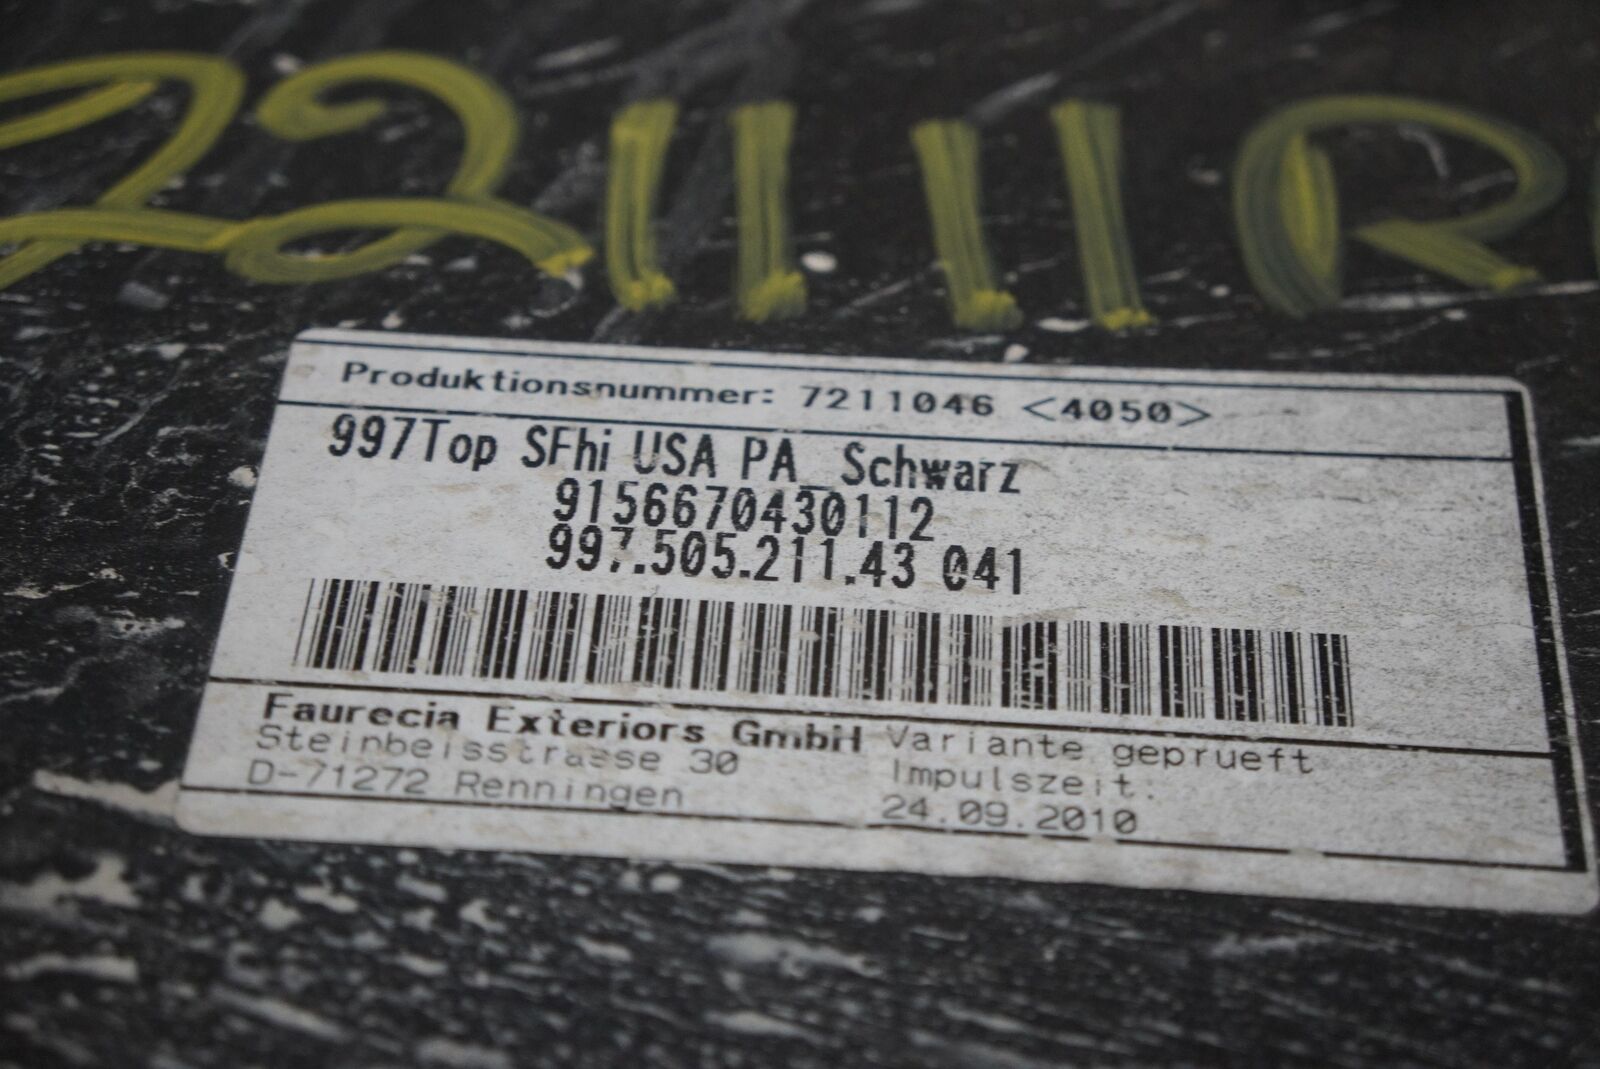 221111R
Produktionsnummer: 7211046 <4050>
997Top SFhi USA PA_Schwarz
9156670430112
997.505.211.43 041
Faurecia Exteriors GmbH
Steinbeisstrasse 30
D-71272 Renningen
Variante geprueft
Impulszeit:
24.09.2010